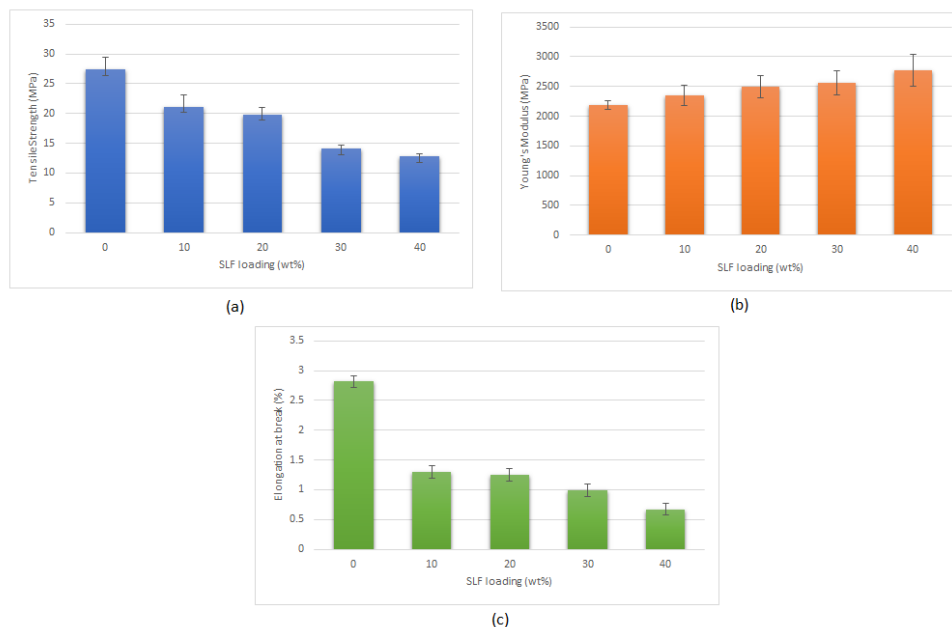 35
30
25
20
15
10
5
0
TensileStrength (MPa)
0 10 20 30 40
SLF loading (wt%)
(a)
3500
3000
2500
2000
1500
1000
500
0
Young's Modulus (MPa)
0 10 20 30 40
SLF loading (wt%)
(b)
3.5
3
2.5
2
1.5
1
0.5
0
Elongation at break (%)
0 10 20 30 40
SLF loading (wt%)
(c)